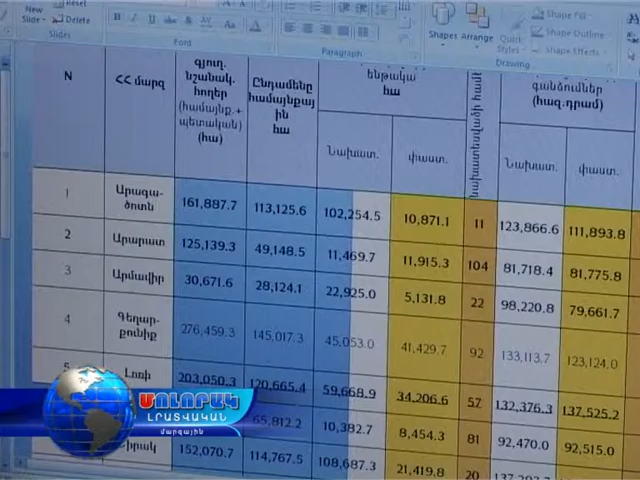 New Slide
Reset
Delete
Slides
Font
Paragraph
Shapes
Arrange
Quick Styles
Shape Fill
Shape Outline
Shape Effects
Drawing
N
ՀՀ մարզ
գյուղ. նշանակ. հողեր (համայնք.+ պետական) (հա)
Ընդամենը համայնքային հա
ենթակա հա
Նախատ.
փաստ.
գանձումներ (հազ.դրամ)
Նախատ.
փաստ.
1 Արագա-ծոտն 161,887.7 113,125.6 102,254.5 10,871.1 11 123,866.6 111,893.8
2 Արարատ 125,139.3 49,148.5 11,469.7 11,915.3 104 81,718.4 81,775.8
3 Արմավիր 30,671.6 28,124.1 22,925.0 5,131.8 22 98,220.8 79,661.7
4 Գեղար-քունիք 276,459.3 145,017.3 45,053.0 41,429.7 92 133,113.7 123,124.0
5 Լոռի 203,050.3 120,665.4 59,668.9 34,206.6 57 132,376.3 137,525.2
65,812.2 10,382.7 8,454.3 81 92,470.0 92,515.0
152,070.7 114,767.5 108,687.3 21,419.8 20
ՄՈԼՈՐԱԿ
ԼՐԱՏՎԱԿԱՆ
մարզային